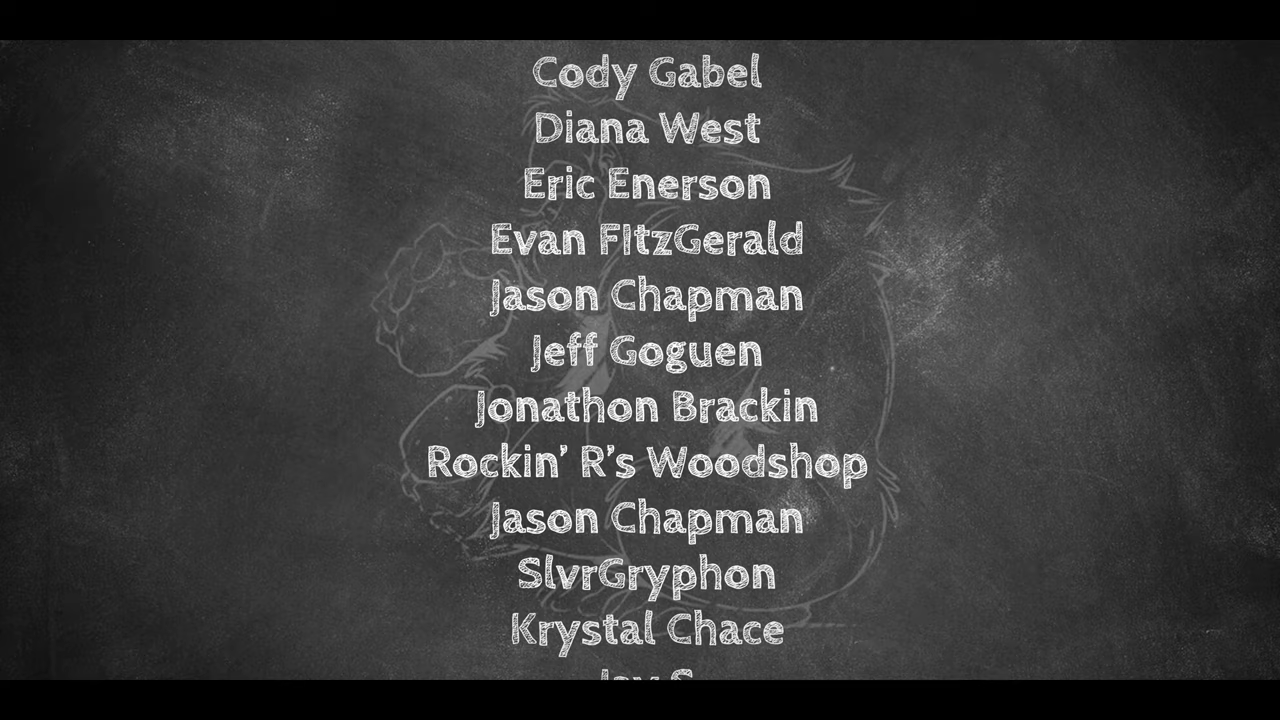 Cody Gabel
Diana West
Eric Enerson
Evan FItzGerald
Jason Chapman
Jeff Goguen
Jonathon Brackin
Rockin' R's Woodshop
Jason Chapman
SlvrGryphon
Krystal Chace